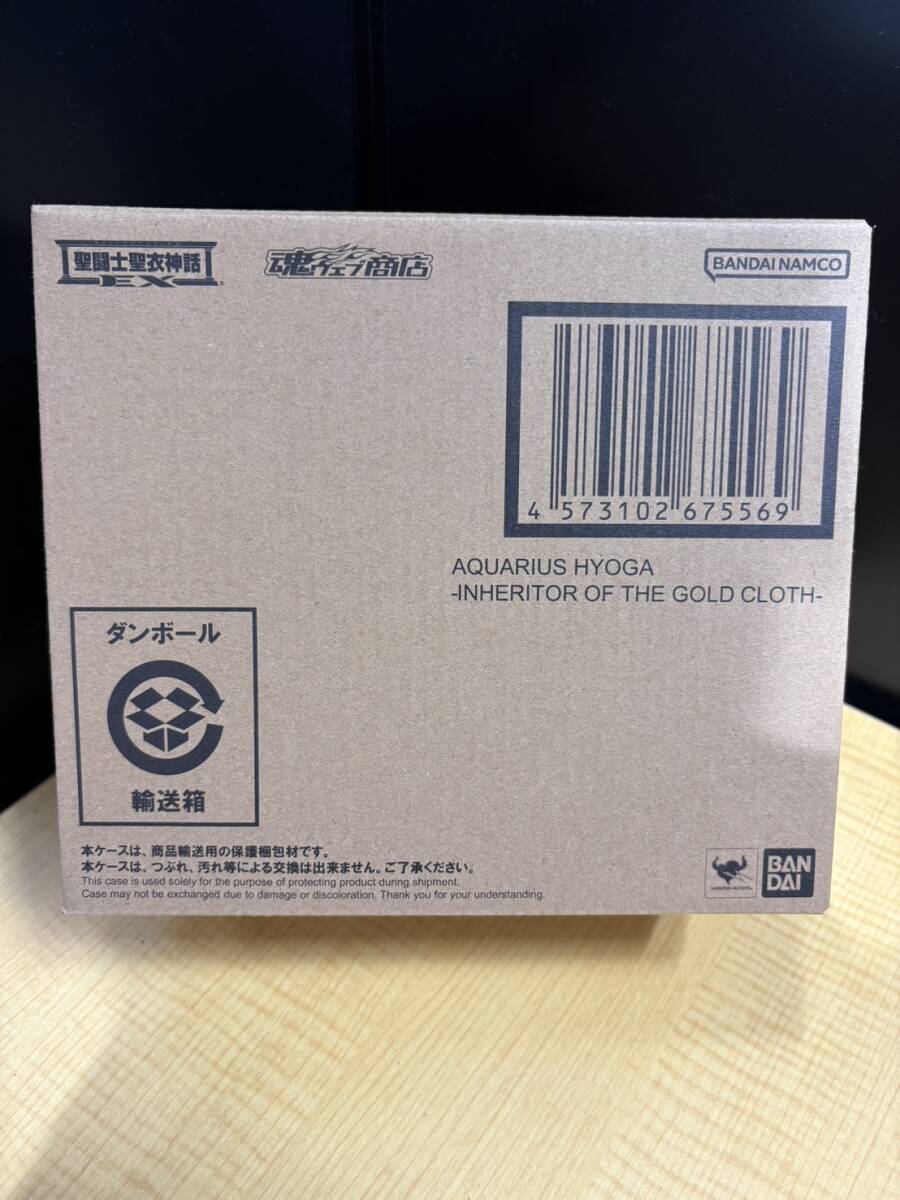 聖闘士聖衣神話
EX
魂ウェブ商店
BANDAI NAMCO
4 573102 675569
AQUARIUS HYOGA
-INHERITOR OF THE GOLD CLOTH-
ダンボール
輸送箱
本ケースは、商品輸送用の保護梱包材です。
本ケースは、つぶれ、汚れ等による交換は出来ません。ご了承ください。
This case is used solely for the purpose of protecting product during shipment.
Case may not be exchanged due to damage or discoloration. Thank you for your understanding.
BAN
DAI